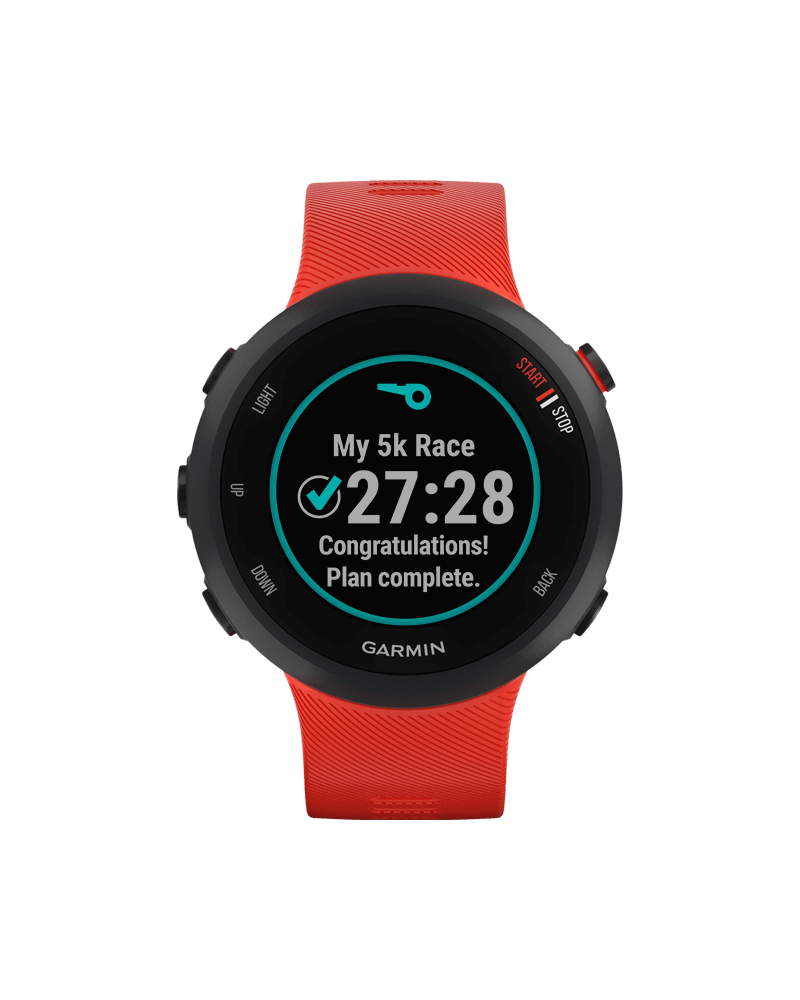 START
STOP
LIGHT
My 5k Race
UP
27:28
Congratulations!
Plan complete.
DOWN
BACK
GARMIN